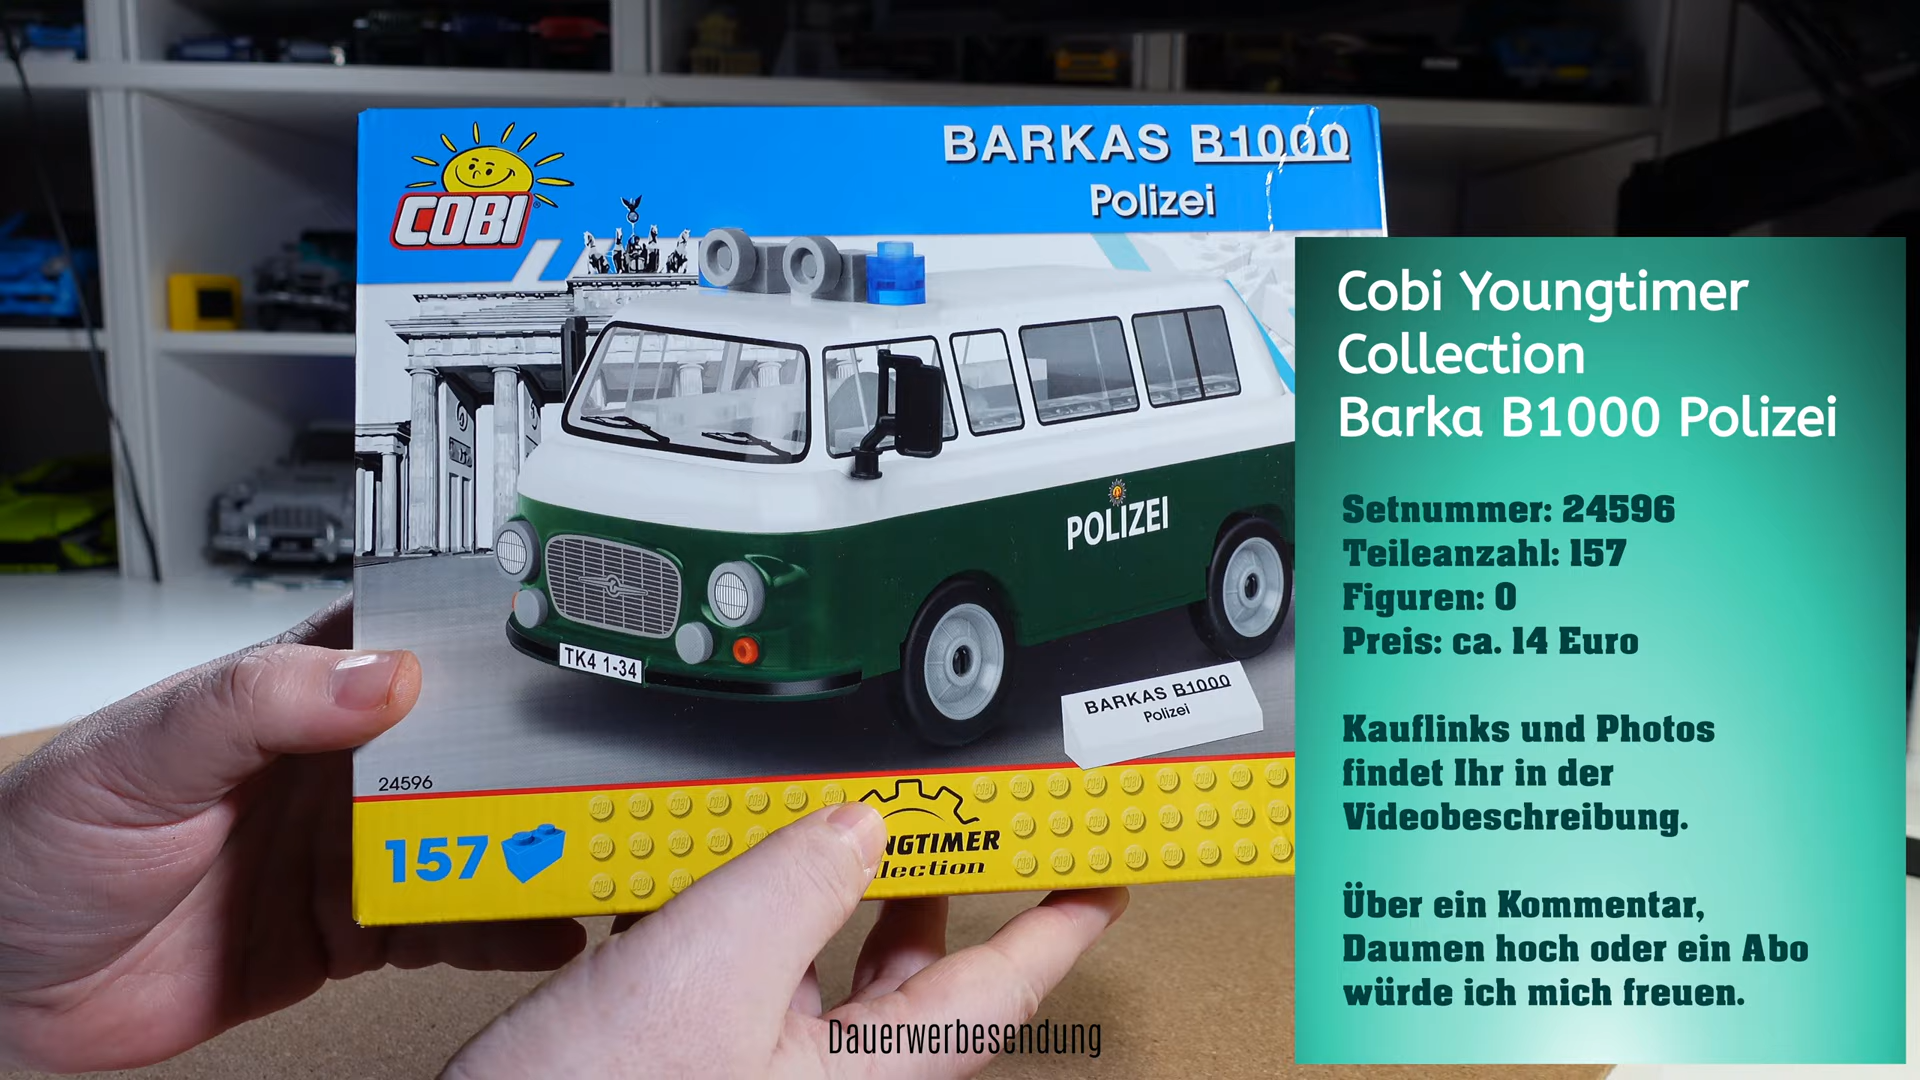 BARKAS B1000
Polizei
COBI
POLIZEI
TK4 1-34
BARKAS B1000
Polizei
24596
157
NGTIMER
llection
Cobi Youngtimer
Collection
Barka B1000 Polizei
Setnummer: 24596
Teileanzahl: 157
Figuren: 0
Preis: ca. 14 Euro
Kauflinks und Photos
findet Ihr in der
Videobeschreibung.
Über ein Kommentar,
Daumen hoch oder ein Abo
würde ich mich freuen.
Dauerwerbesendung